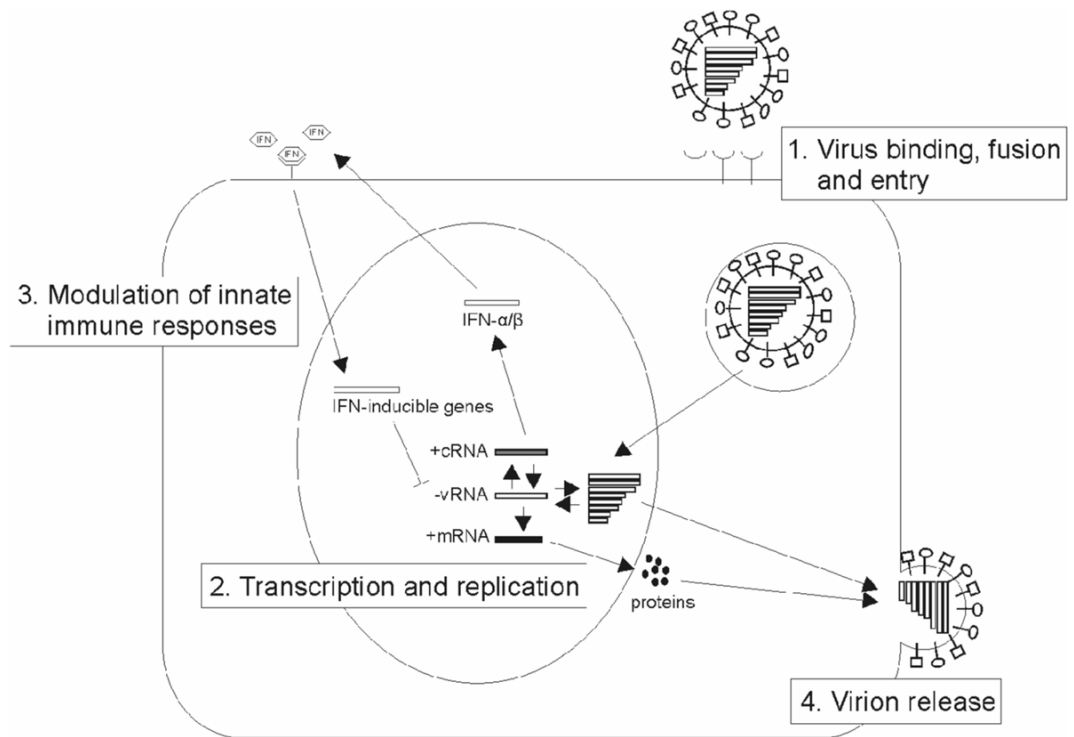 1. Virus binding, fusion
and entry
IFN
IFN
IFN
3. Modulation of innate
immune responses
IFN-α/β
IFN-inducible genes
+cRNA
-vRNA
+mRNA
2. Transcription and replication
proteins
4. Virion release